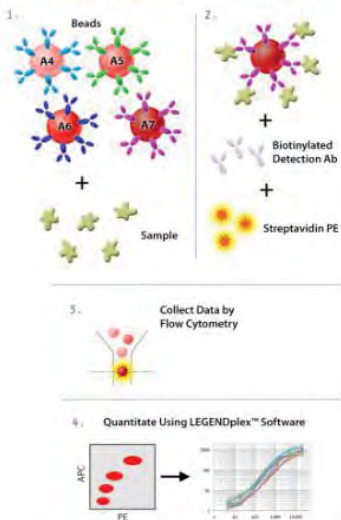 1.
Beads
A4
A5
A6
A7
+
Sample
2.
+
Biotinylated
Detection Ab
+
Streptavidin PE
3.
Collect Data by
Flow Cytometry
4.
Quantitate Using LEGENDplex™ Software
APC
PE